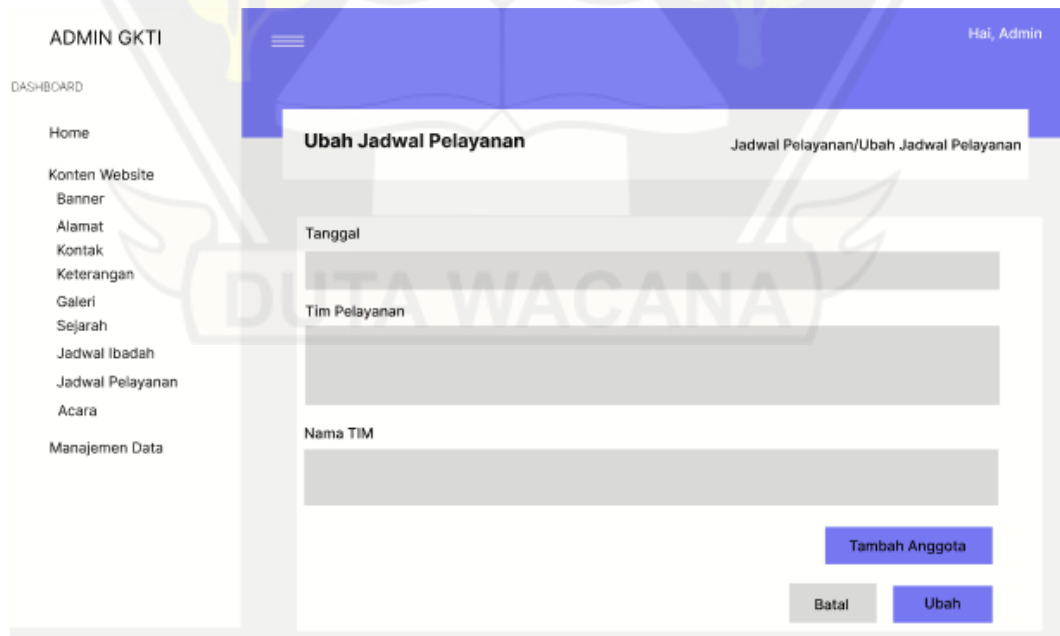 ADMIN GKTI
Hai, Admin
DASHBOARD
Home
Konten Website
Banner
Alamat
Kontak
Keterangan
Galeri
Sejarah
Jadwal Ibadah
Jadwal Pelayanan
Acara
Manajemen Data
Ubah Jadwal Pelayanan
Jadwal Pelayanan/Ubah Jadwal Pelayanan
Tanggal
DUTA WACANA
Tim Pelayanan
Nama TIM
Tambah Anggota
Batal
Ubah